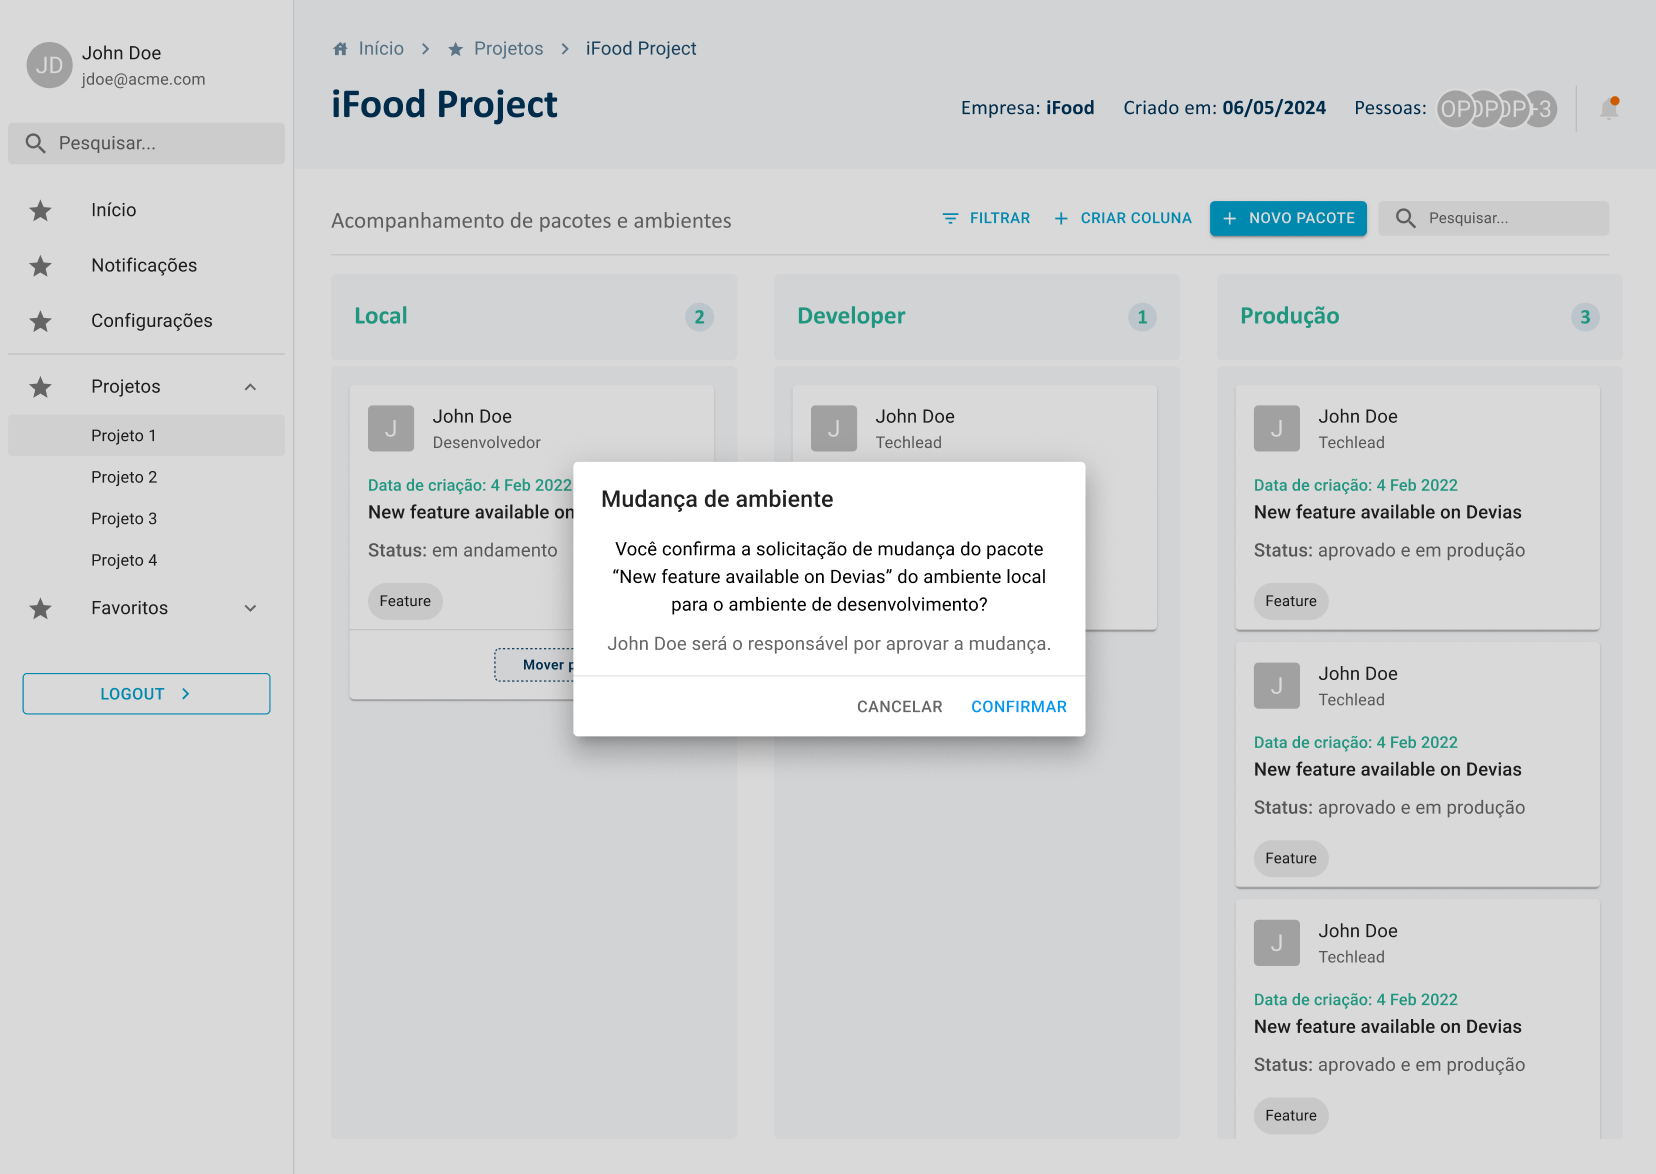 JD
John Doe
jdoe@acme.com
Pesquisar...
Início
Notificações
Configurações
Projetos
Projeto 1
Projeto 2
Projeto 3
Projeto 4
Favoritos
LOGOUT
Início > Projetos > iFood Project
iFood Project
Empresa: iFood
Criado em: 06/05/2024
Pessoas:
OP
OP
OP
+3
Acompanhamento de pacotes e ambientes
FILTRAR
CRIAR COLUNA
NOVO PACOTE
Pesquisar...
Local
2
J
John Doe
Desenvolvedor
Data de criação: 4 Feb 2022
New feature available on
Status: em andamento
Feature
Mover
Developer
1
J
John Doe
Techlead
Mudança de ambiente
Você confirma a solicitação de mudança do pacote
“New feature available on Devias” do ambiente local
para o ambiente de desenvolvimento?
John Doe será o responsável por aprovar a mudança.
CANCELAR
CONFIRMAR
Produção
3
J
John Doe
Techlead
Data de criação: 4 Feb 2022
New feature available on Devias
Status: aprovado e em produção
Feature
J
John Doe
Techlead
Data de criação: 4 Feb 2022
New feature available on Devias
Status: aprovado e em produção
Feature
J
John Doe
Techlead
Data de criação: 4 Feb 2022
New feature available on Devias
Status: aprovado e em produção
Feature